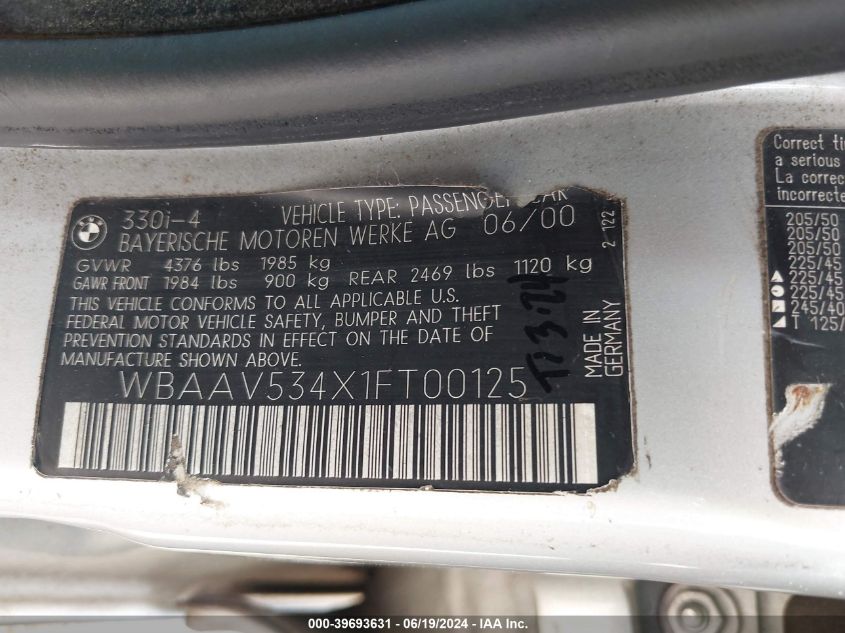 BMW
330i-4 VEHICLE TYPE: PASSENGER CAR
BAYERISCHE MOTOREN WERKE AG 06/00
GVWR 4376 lbs 1985 kg
GAWR FRONT 1984 lbs 900 kg REAR 2469 lbs 1120 kg
THIS VEHICLE CONFORMS TO ALL APPLICABLE U.S.
FEDERAL MOTOR VEHICLE SAFETY, BUMPER AND THEFT
PREVENTION STANDARDS IN EFFECT ON THE DATE OF
MANUFACTURE SHOWN ABOVE.
WBAAV534X1FT00125
MADE IN
GERMANY
2 122
Correct
a serious
La correc
incorrecte
205/50
205/50
205/50
225/45
225/45
225/45
245/40
T 125/
000-39693631 - 06/19/2024 - IAA Inc.